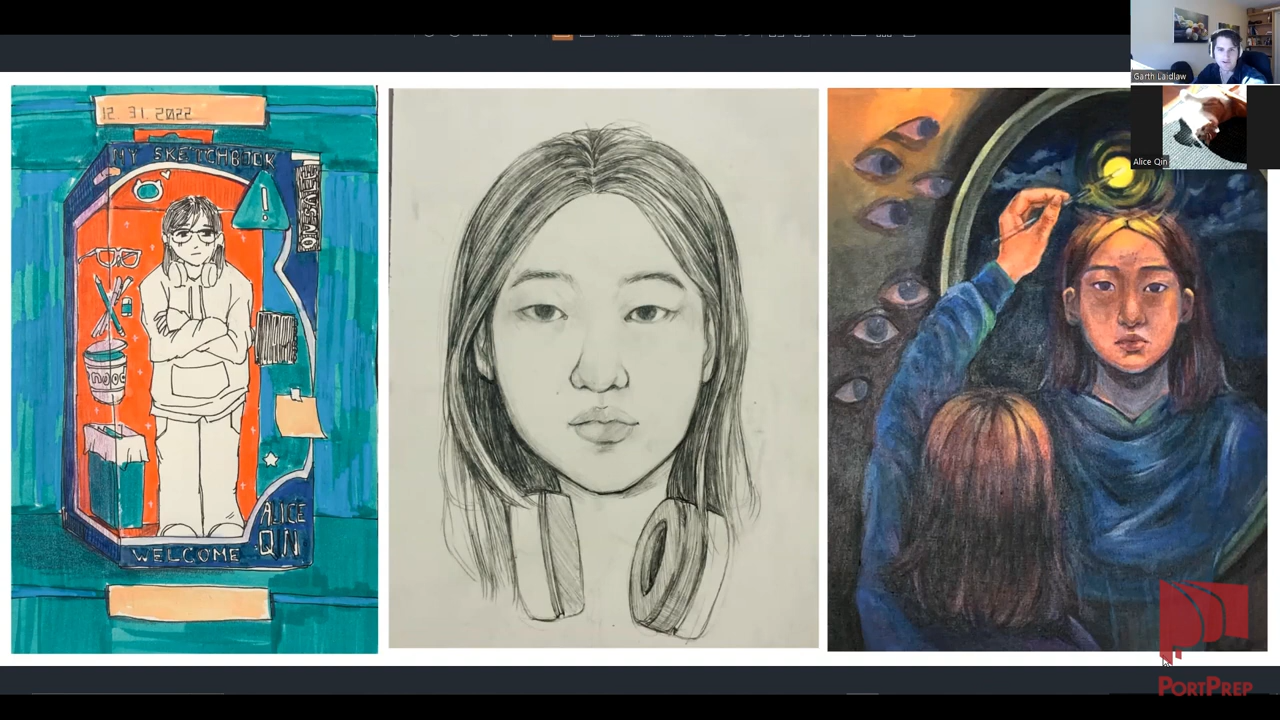 12. 31. 2022
MY SKETCHBOOK
!
WELCOME
ALICE
QIN
Garth Laidlaw
Alice Qin
PORTPREP